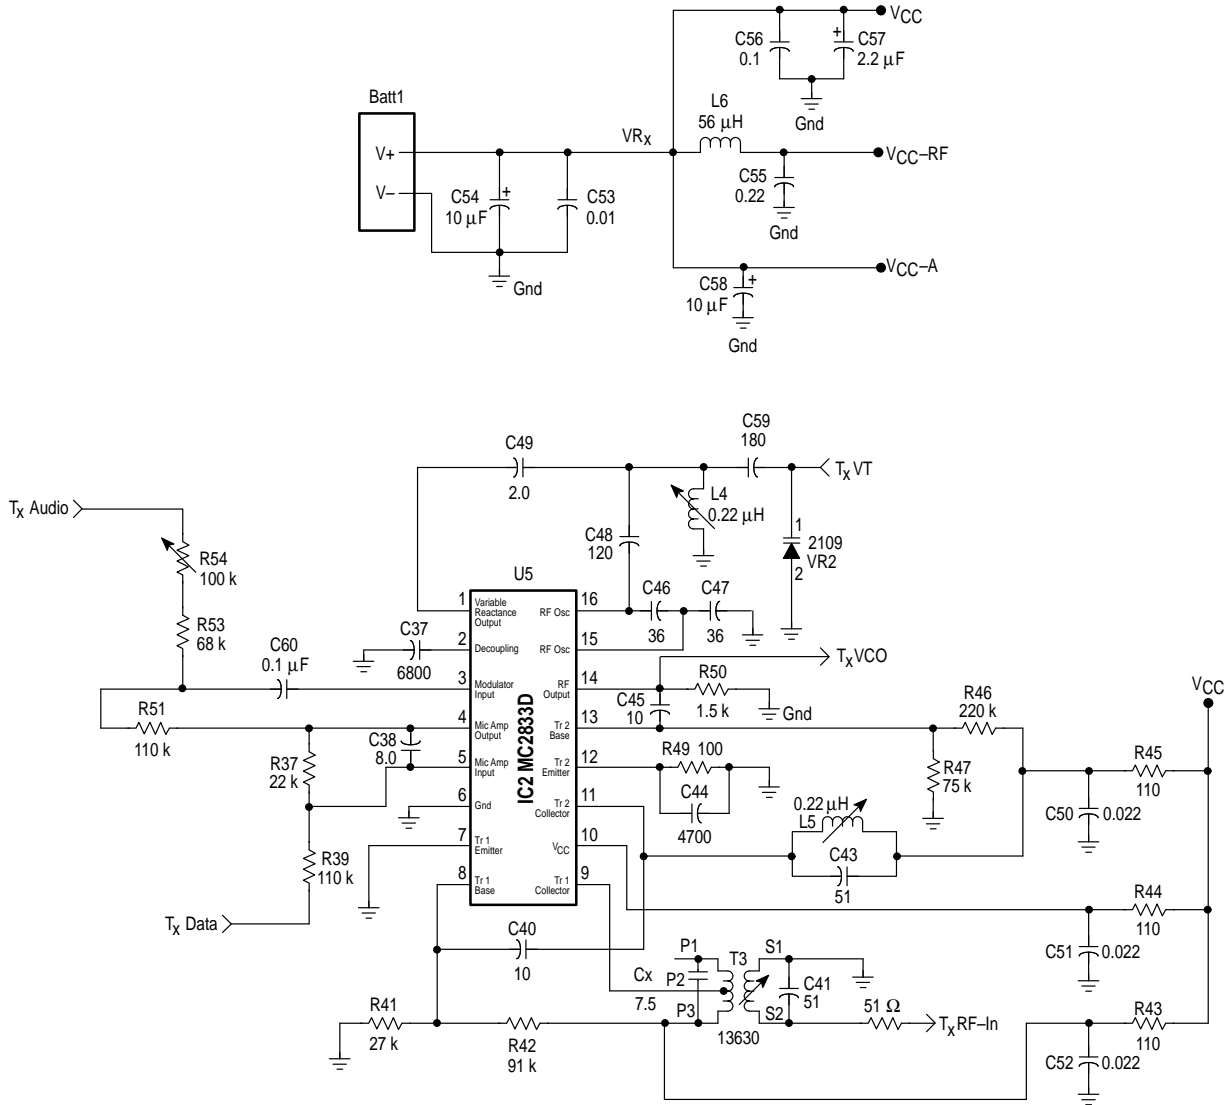 VCC
C56
0.1
+
C57
2.2 µF
Gnd
Batt1
V+
V–
VRx
L6
56 µH
VCC–RF
C55
0.22
Gnd
C54
10 µF
+
C53
0.01
Gnd
VCC-A
C58
10 µF
+
Gnd
C59
180
TxVT
C49
2.0
L4
0.22 µH
C48
120
1
2109
VR2
2
Tx Audio
R54
100 k
R53
68 k
C60
0.1 µF
R51
110 k
R37
22 k
C38
8.0
R39
110 k
Tx Data
C37
6800
U5
IC2 MC2833D
1
Variable
Reactance
Output
2
Decoupling
3
Modulator
Input
4
Mic Amp
Output
5
Mic Amp
Input
6
Gnd
7
Tr 1
Emitter
8
Tr 1
Base
16
RF Osc
15
RF Osc
14
RF
Output
13
Tr 2
Base
12
Tr 2
Emitter
11
Tr 2
Collector
10
VCC
9
Tr 1
Collector
C46
36
C47
36
TxVCO
R50
1.5 k
Gnd
C45
10
R49 100
C44
4700
R46
220 k
R47
75 k
VCC
R45
110
C50
0.022
0.22 µH
L5
C43
51
R44
110
C51
0.022
C40
10
P1
P2
P3
Cx
7.5
T3
13630
S1
S2
C41
51
51 Ω
TxRF–In
R43
110
C52
0.022
R41
27 k
R42
91 k